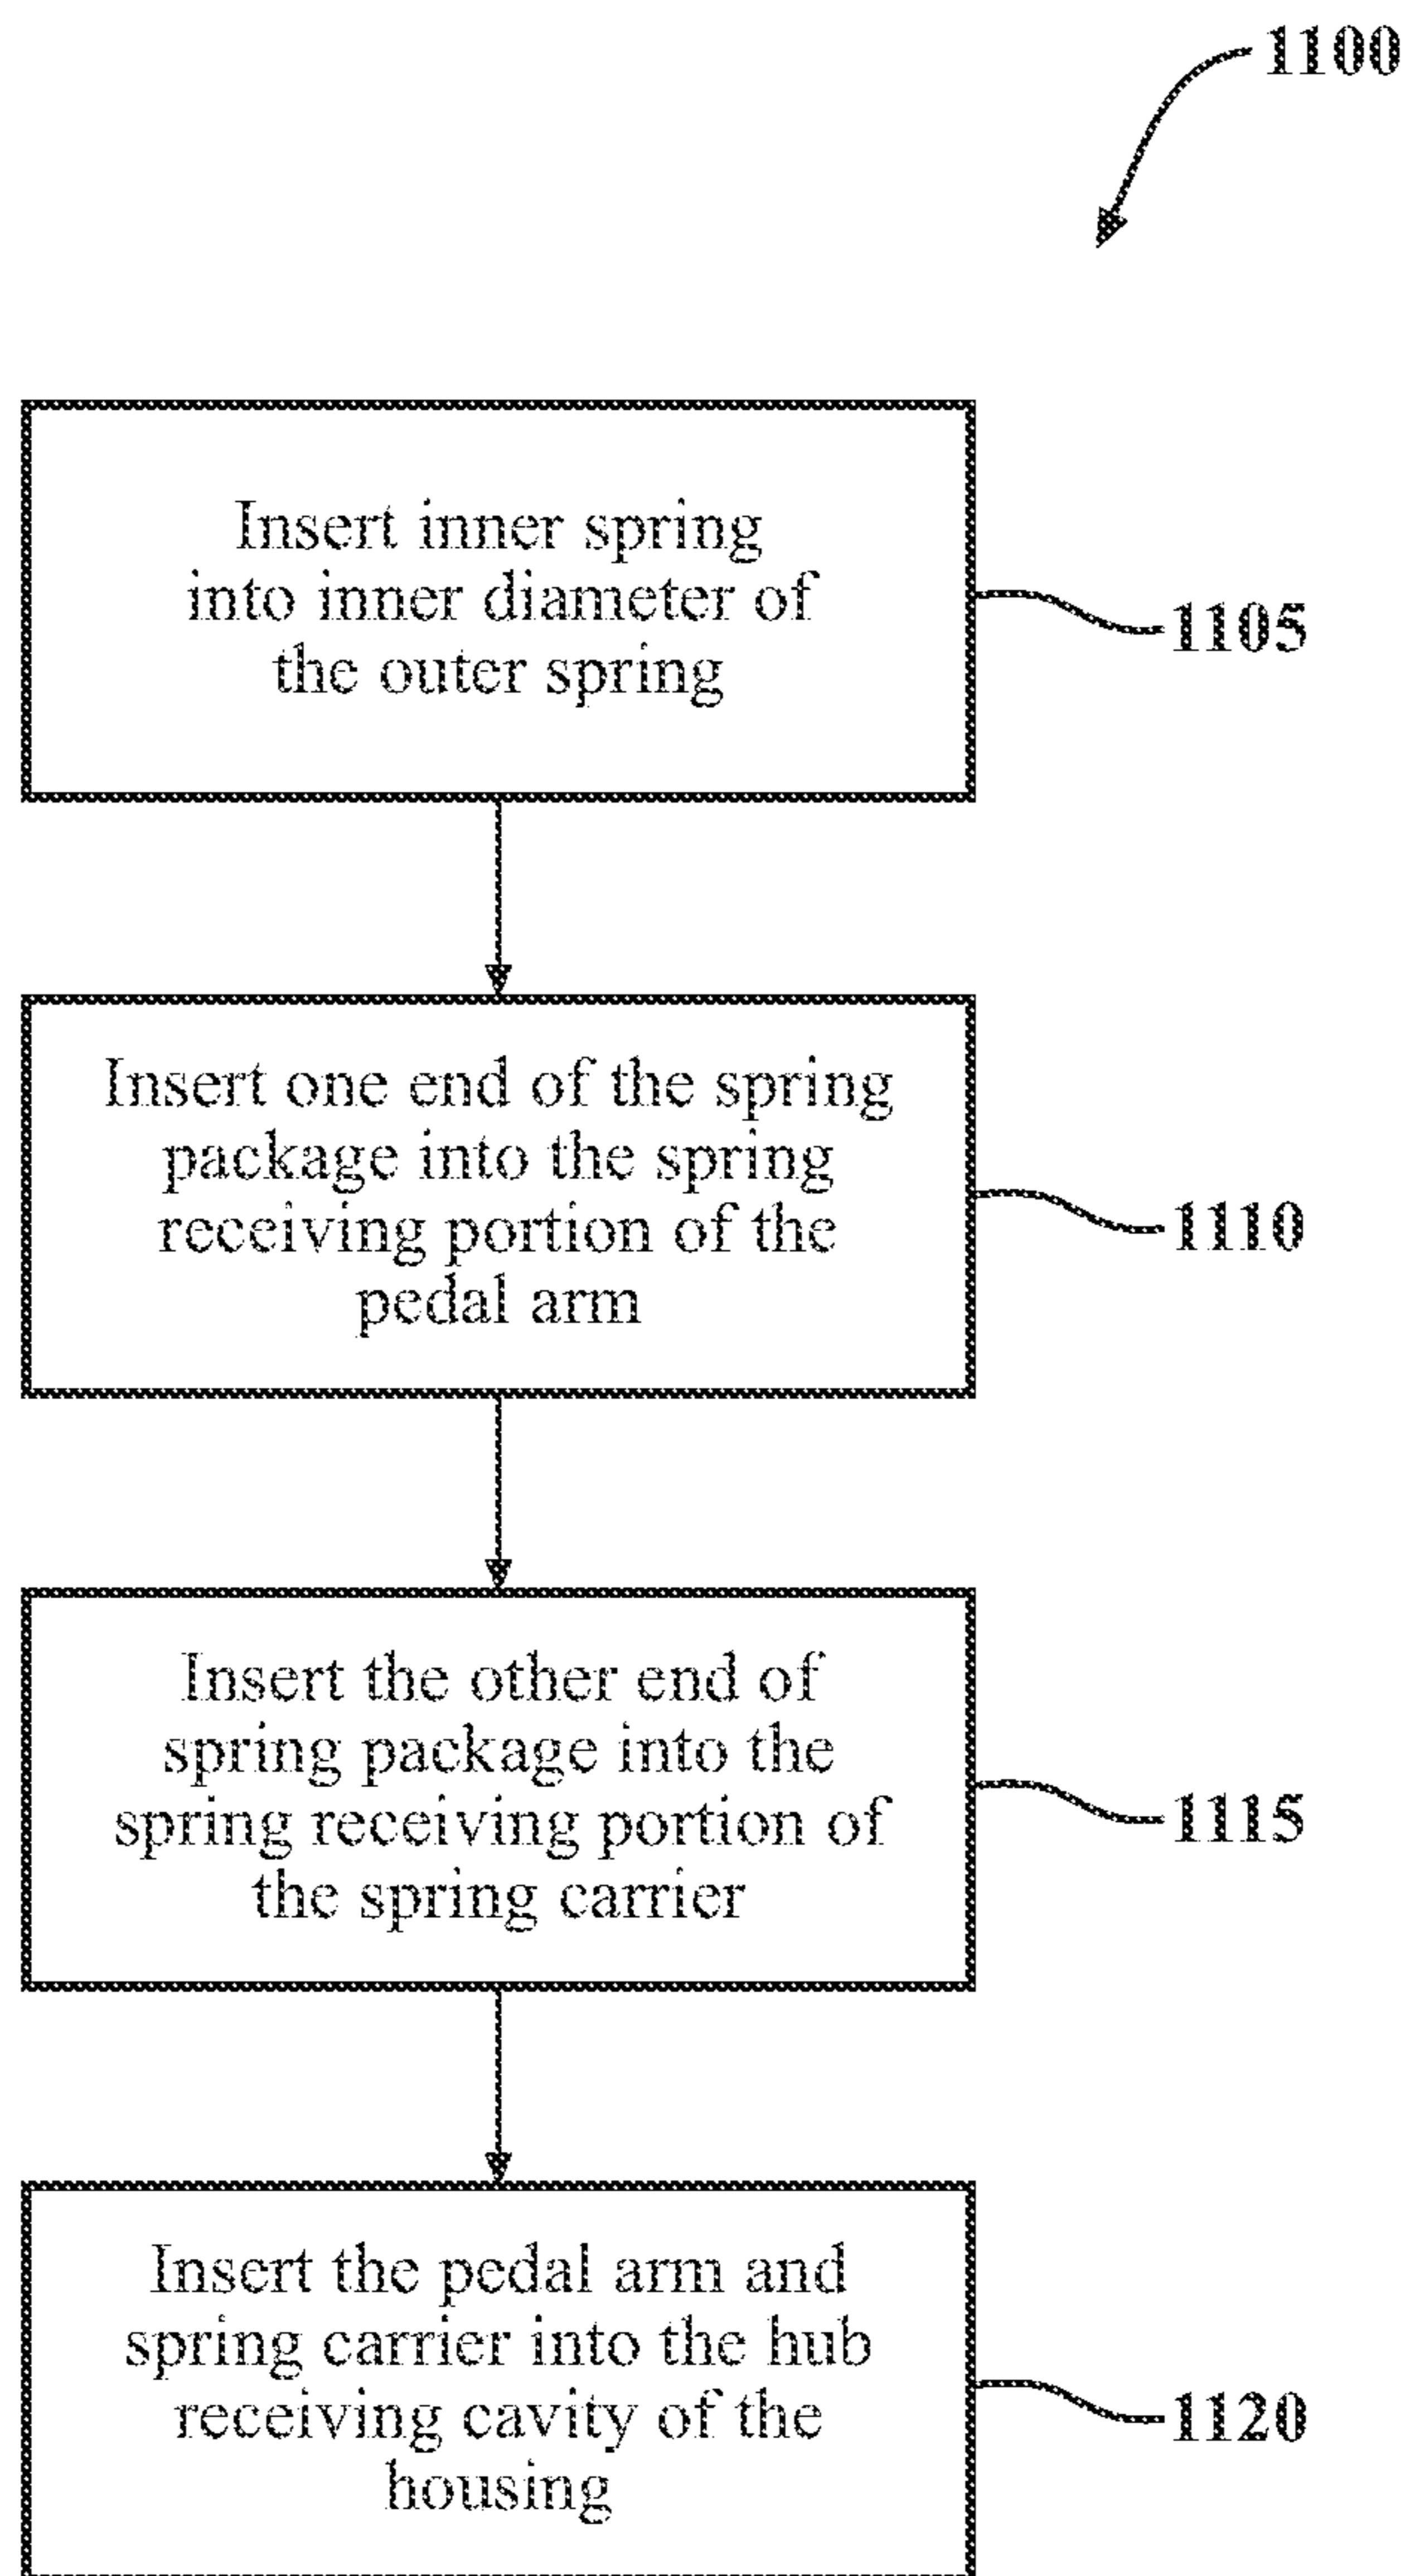 1100
Insert inner spring
into inner diameter of
the outer spring
1105
Insert one end of the spring
package into the spring
receiving portion of the
pedal arm
1110
Insert the other end of
spring package into the
spring receiving portion of
the spring carrier
1115
Insert the pedal arm and
spring carrier into the hub
receiving cavity of the
housing
1120